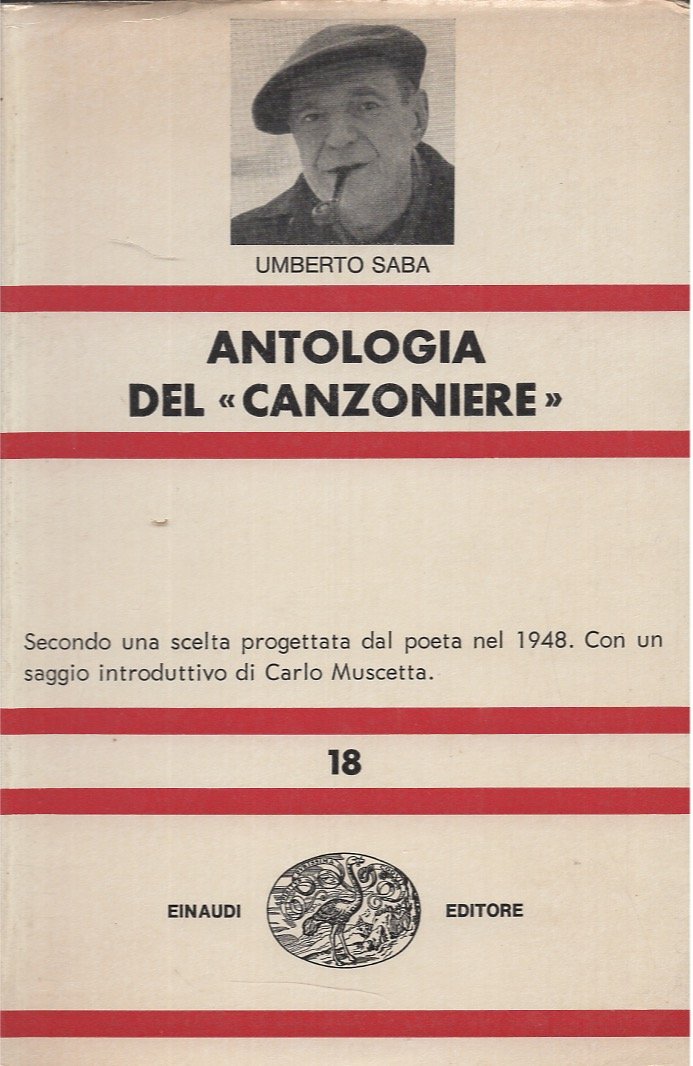 UMBERTO SABA
ANTOLOGIA
DEL « CANZONIERE »
Secondo una scelta progettata dal poeta nel 1948. Con un
saggio introduttivo di Carlo Muscetta.
18
EINAUDI EDITORE